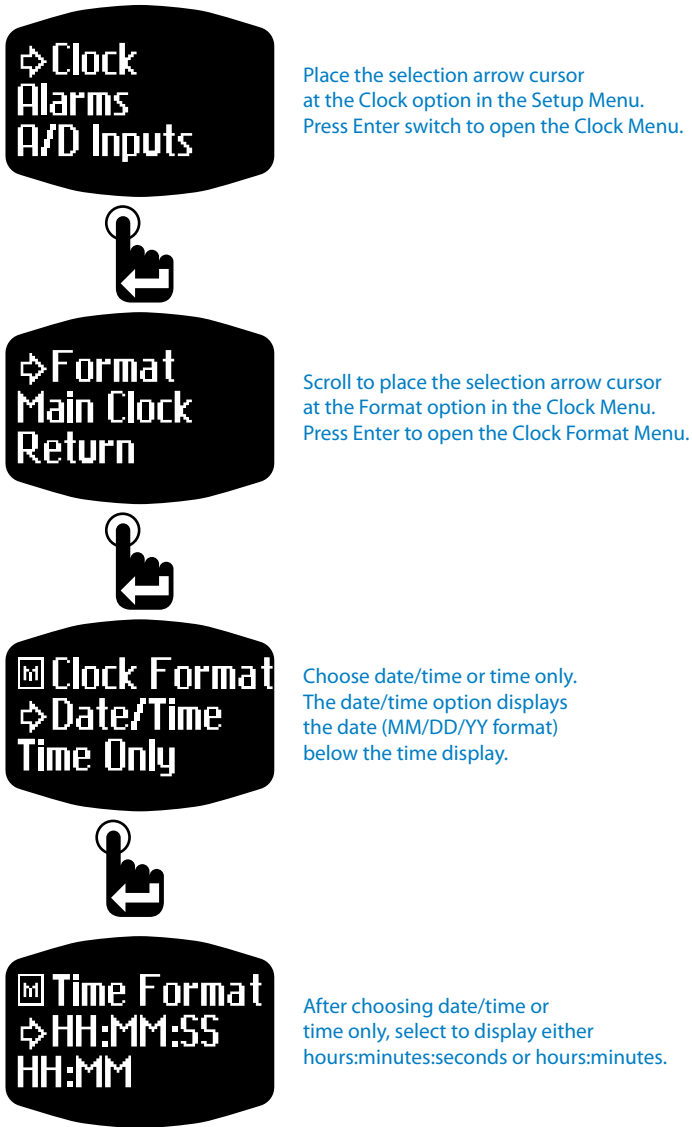 Clock
Alarms
A/D Inputs
Place the selection arrow cursor
at the Clock option in the Setup Menu.
Press Enter switch to open the Clock Menu.
Format
Main Clock
Return
Scroll to place the selection arrow cursor
at the Format option in the Clock Menu.
Press Enter to open the Clock Format Menu.
M Clock Format
Date/Time
Time Only
Choose date/time or time only.
The date/time option displays
the date (MM/DD/YY format)
below the time display.
M Time Format
HH:MM:SS
HH:MM
After choosing date/time or
time only, select to display either
hours:minutes:seconds or hours:minutes.